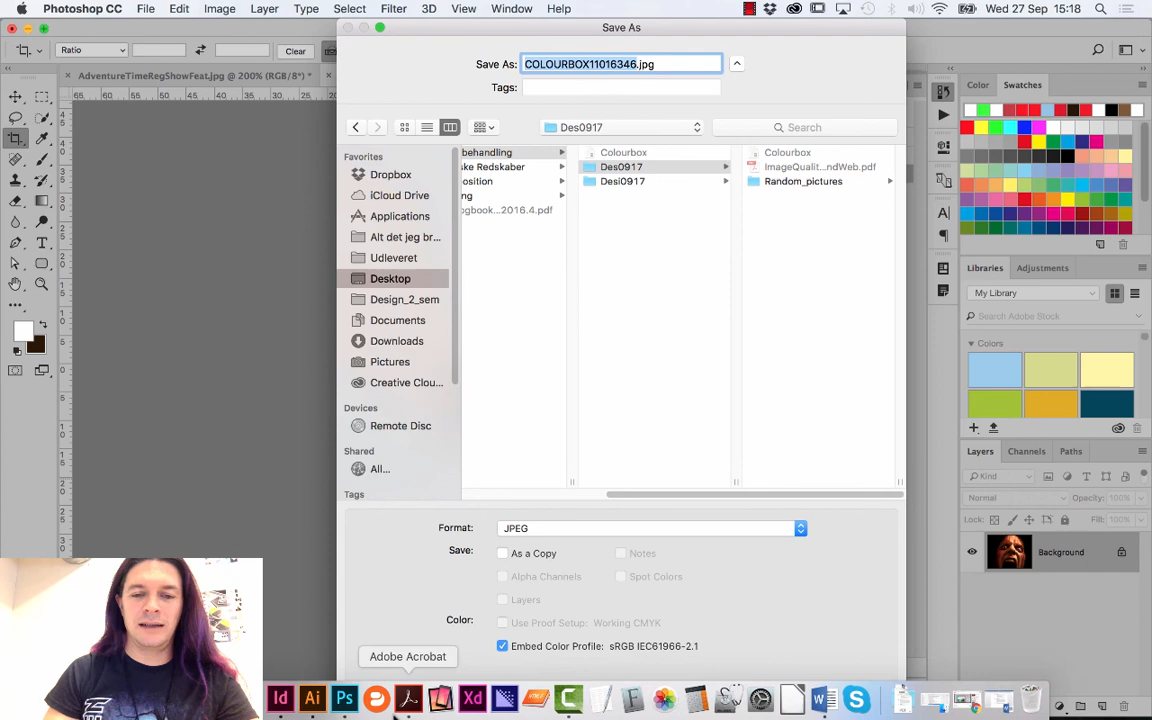 Photoshop CC File Edit Image Layer Type Select Filter 3D View Window Help Wed 27 Sep 15:18
Save As
Ratio Clear
Save As: COLOURBOX11016346.jpg
Tags:
AdventureTimeRegShowFeat.jpg @ 200% (RGB/8*) *
Color Swatches
Des0917 Search
Favorites
Dropbox
iCloud Drive
Applications
Alt det jeg br...
Udleveret
Desktop
Design_2_sem
Documents
Downloads
Pictures
Creative Clou...
Devices
Remote Disc
Shared
All...
Tags
behandling
ke Redskaber
osition
ng
ogbook...2016.4.pdf
Colourbox
Des0917
Desi0917
Colourbox
ImageQualit...ndWeb.pdf
Random_pictures
Libraries Adjustments
My Library
Search Adobe Stock
Colors
Layers Channels Paths
Kind
Normal Opacity: 100%
Lock: Fill: 100%
Background
Format: JPEG
Save: As a Copy Notes
Alpha Channels Spot Colors
Layers
Color: Use Proof Setup: Working CMYK
Embed Color Profile: sRGB IEC61966-2.1
Adobe Acrobat
Id Ai Ps Xd